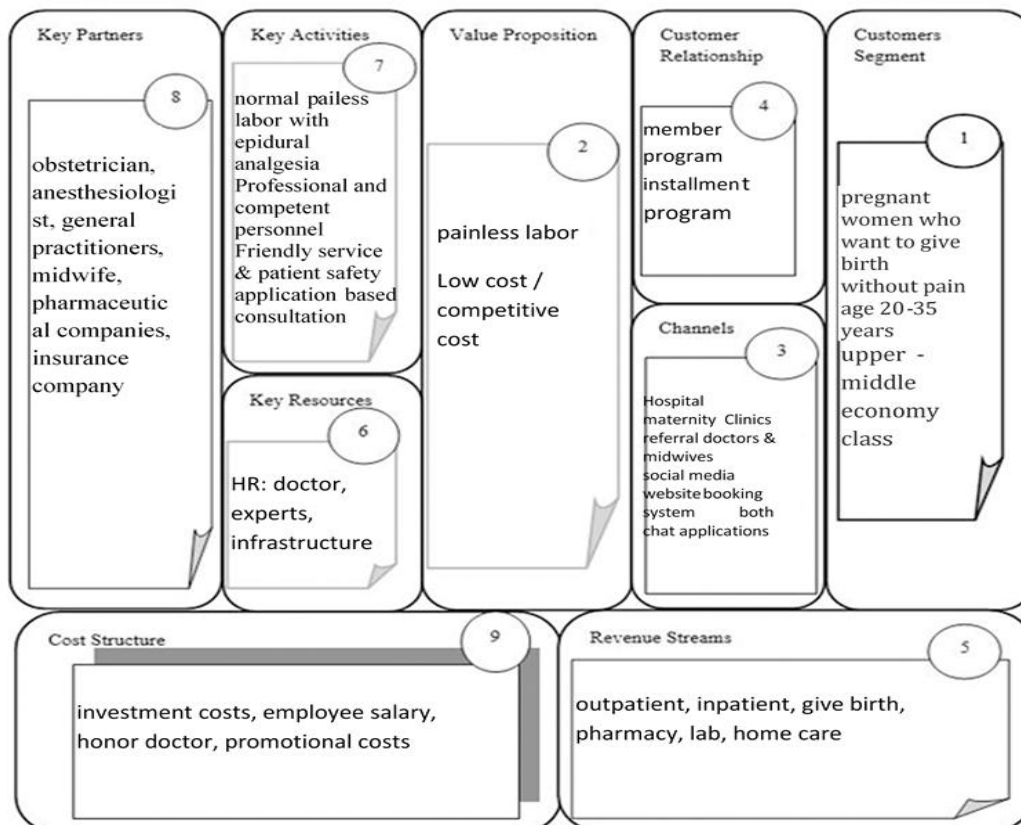 Key Partners
8
obstetrician,
anesthesiologi
st, general
practitioners,
midwife,
pharmaceutic
al companies,
insurance
company
Key Activities
7
normal pailess
labor with
epidural
analgesia
Professional and
competent
personnel
Friendly service
& patient safety
application based
consultation
Key Resources
6
HR: doctor,
experts,
infrastructure
Value Proposition
2
painless labor
Low cost /
competitive
cost
Customer
Relationship
4
member
program
installment
program
Channels
3
Hospital
maternity Clinics
referral doctors &
midwives
social media
website booking
system both
chat applications
Customers
Segment
1
pregnant
women who
want to give
birth
without pain
age 20-35
years
upper -
middle
economy
class
Cost Structure
9
investment costs, employee salary,
honor doctor, promotional costs
Revenue Streams
5
outpatient, inpatient, give birth,
pharmacy, lab, home care